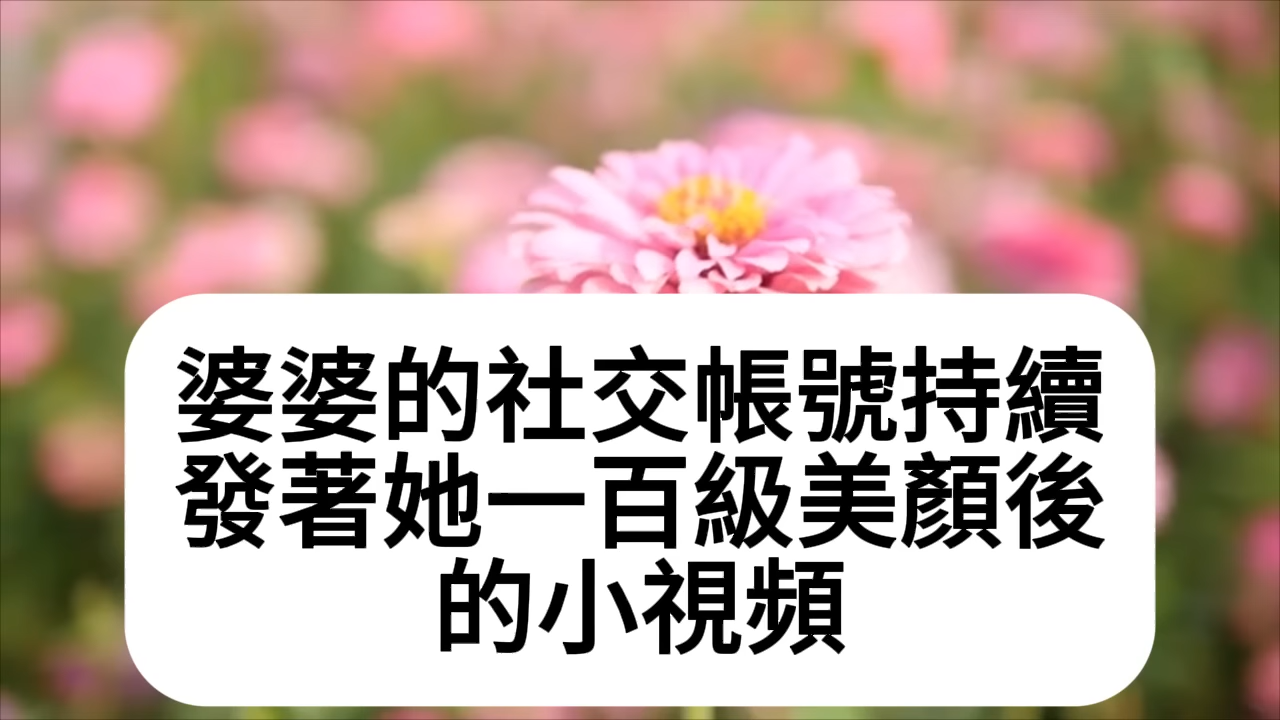 婆婆的社交帳號持續
發著她一百級美顏後
的小視頻